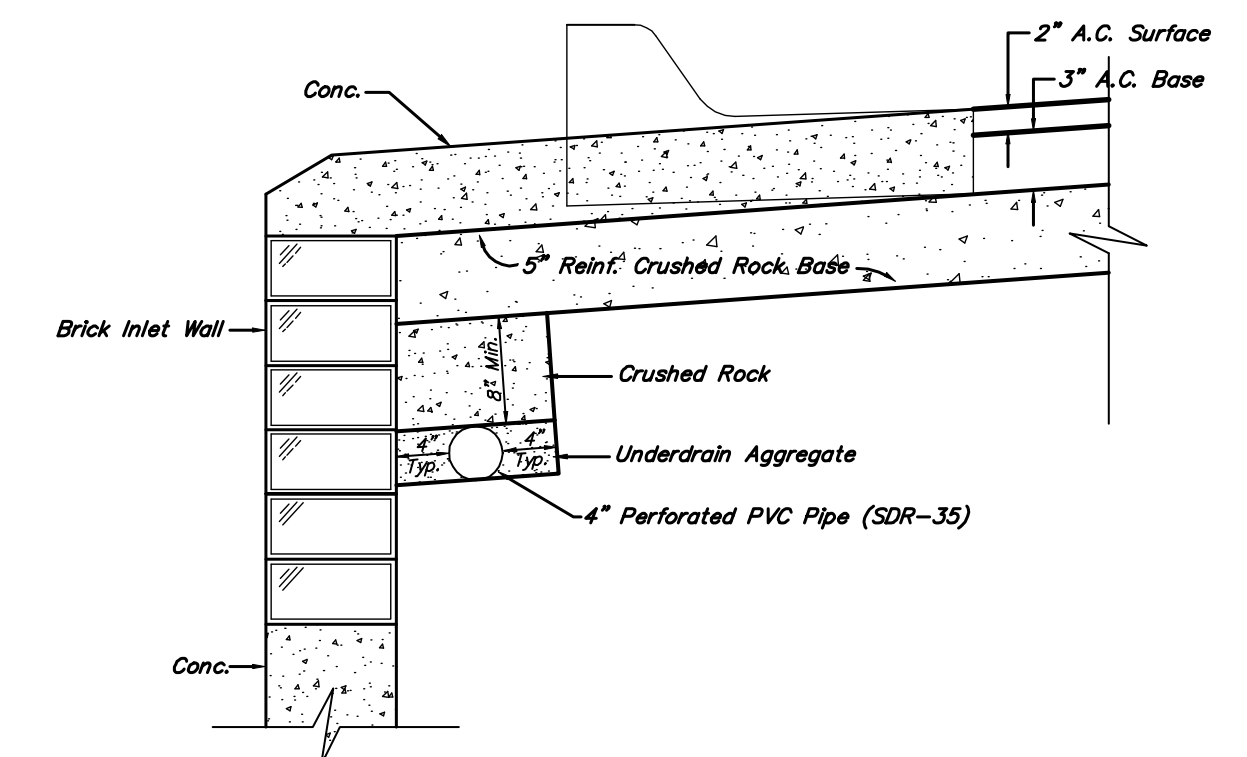 2” A.C. Surface
3” A.C. Base
Conc.
5” Reinf. Crushed Rock Base
Brick Inlet Wall
8” Min.
Crushed Rock
4” Typ.
4” Typ.
Underdrain Aggregate
4” Perforated PVC Pipe (SDR-35)
Conc.